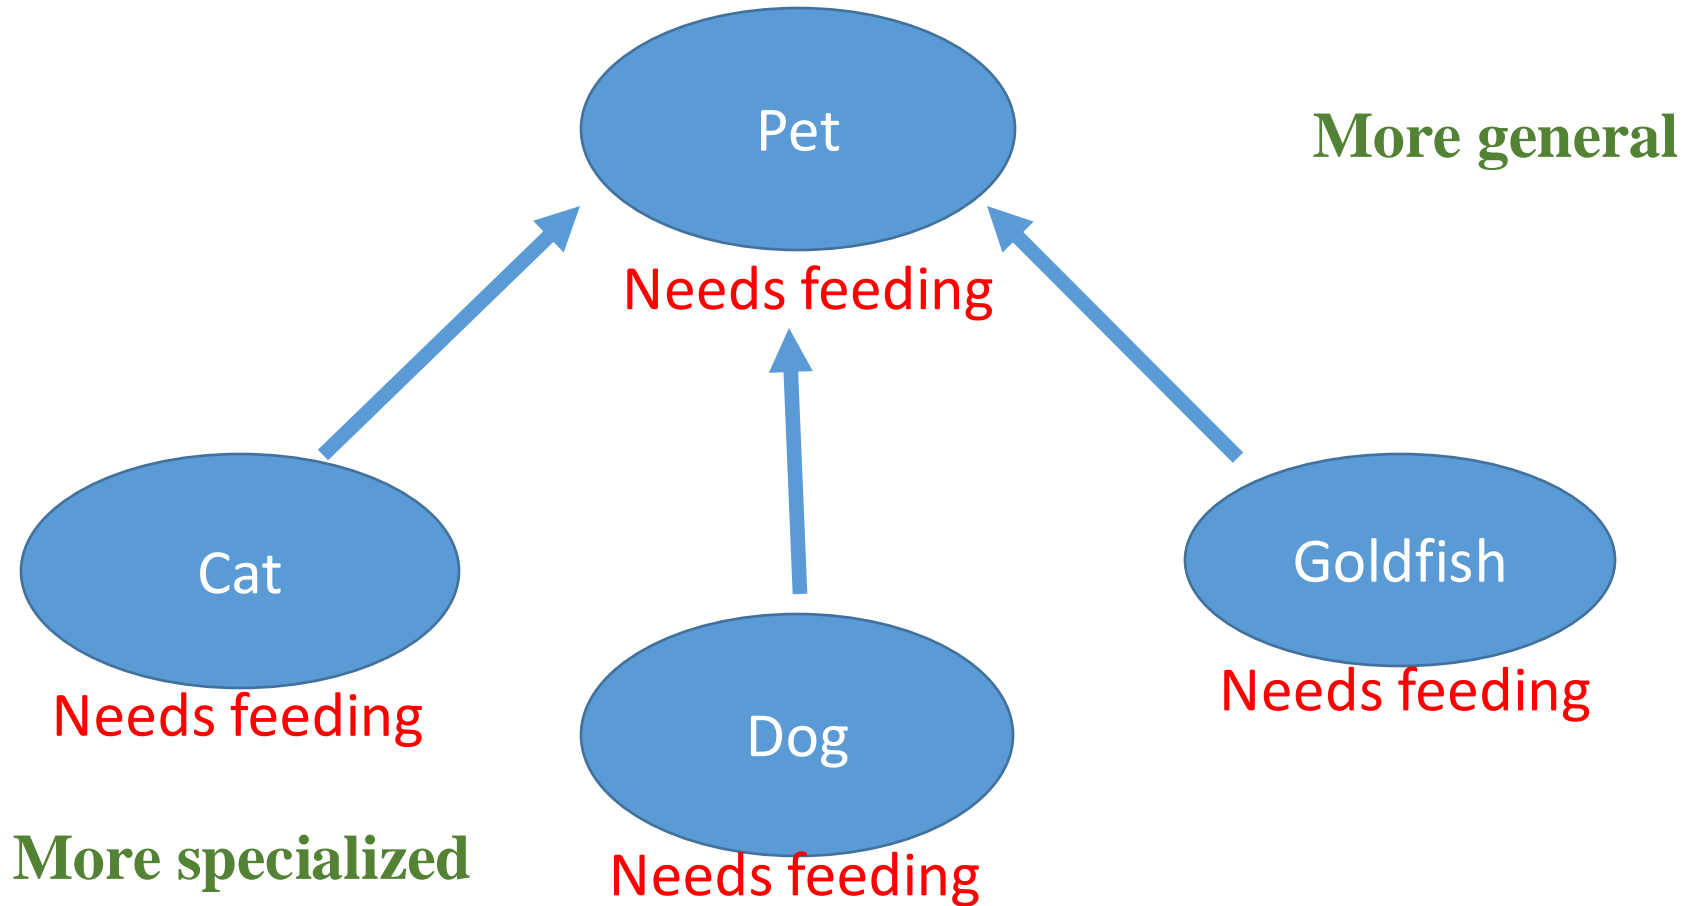 Pet
More general
Needs feeding
Cat
Goldfish
Needs feeding
Needs feeding
Dog
More specialized
Needs feeding